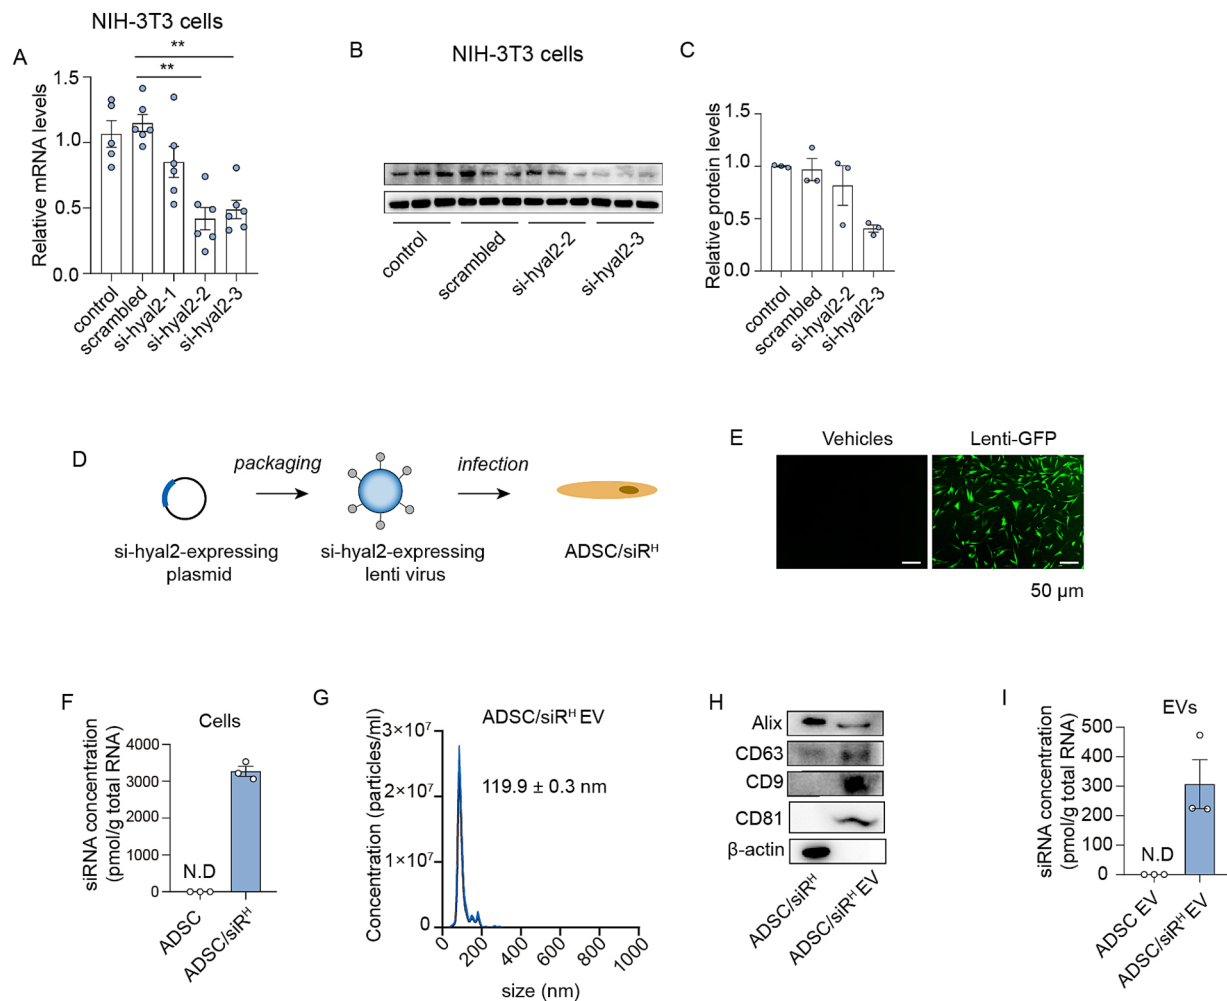 A
NIH-3T3 cells
**
**
Relative mRNA levels
1.5
1.0
0.5
0.0
control
scrambled
si-hyal2-1
si-hyal2-2
si-hyal2-3
B
NIH-3T3 cells
control
scrambled
si-hyal2-2
si-hyal2-3
C
Relative protein levels
1.5
1.0
0.5
0.0
control
scrambled
si-hyal2-2
si-hyal2-3
D
packaging
infection
si-hyal2-expressing
plasmid
si-hyal2-expressing
lenti virus
ADSC/siRᴴ
E
Vehicles
Lenti-GFP
50 μm
F
Cells
siRNA concentration
(pmol/g total RNA)
4000
3000
2000
1000
0
N.D
ADSC
ADSC/siRᴴ
G
ADSC/siRᴴ EV
119.9 ± 0.3 nm
Concentration (particles/ml)
3×10⁷
2×10⁷
1×10⁷
0
0
200
400
600
800
1000
size (nm)
H
Alix
CD63
CD9
CD81
β-actin
ADSC/siRᴴ
ADSC/siRᴴ EV
I
EVs
siRNA concentration
(pmol/g total RNA)
500
400
300
200
100
0
N.D
ADSC EV
ADSC/siRᴴ EV